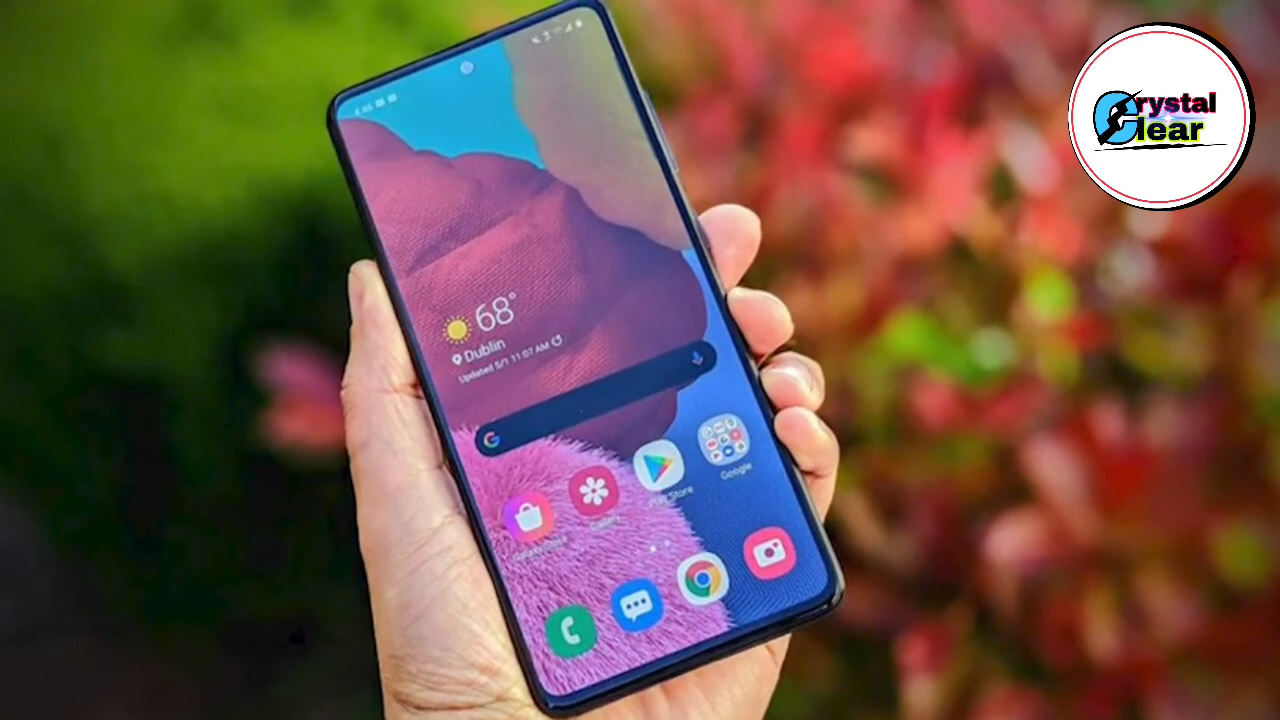 Crystal
Clear
68°
Dublin
Updated 5/1 11:07 AM
Play Store
Google